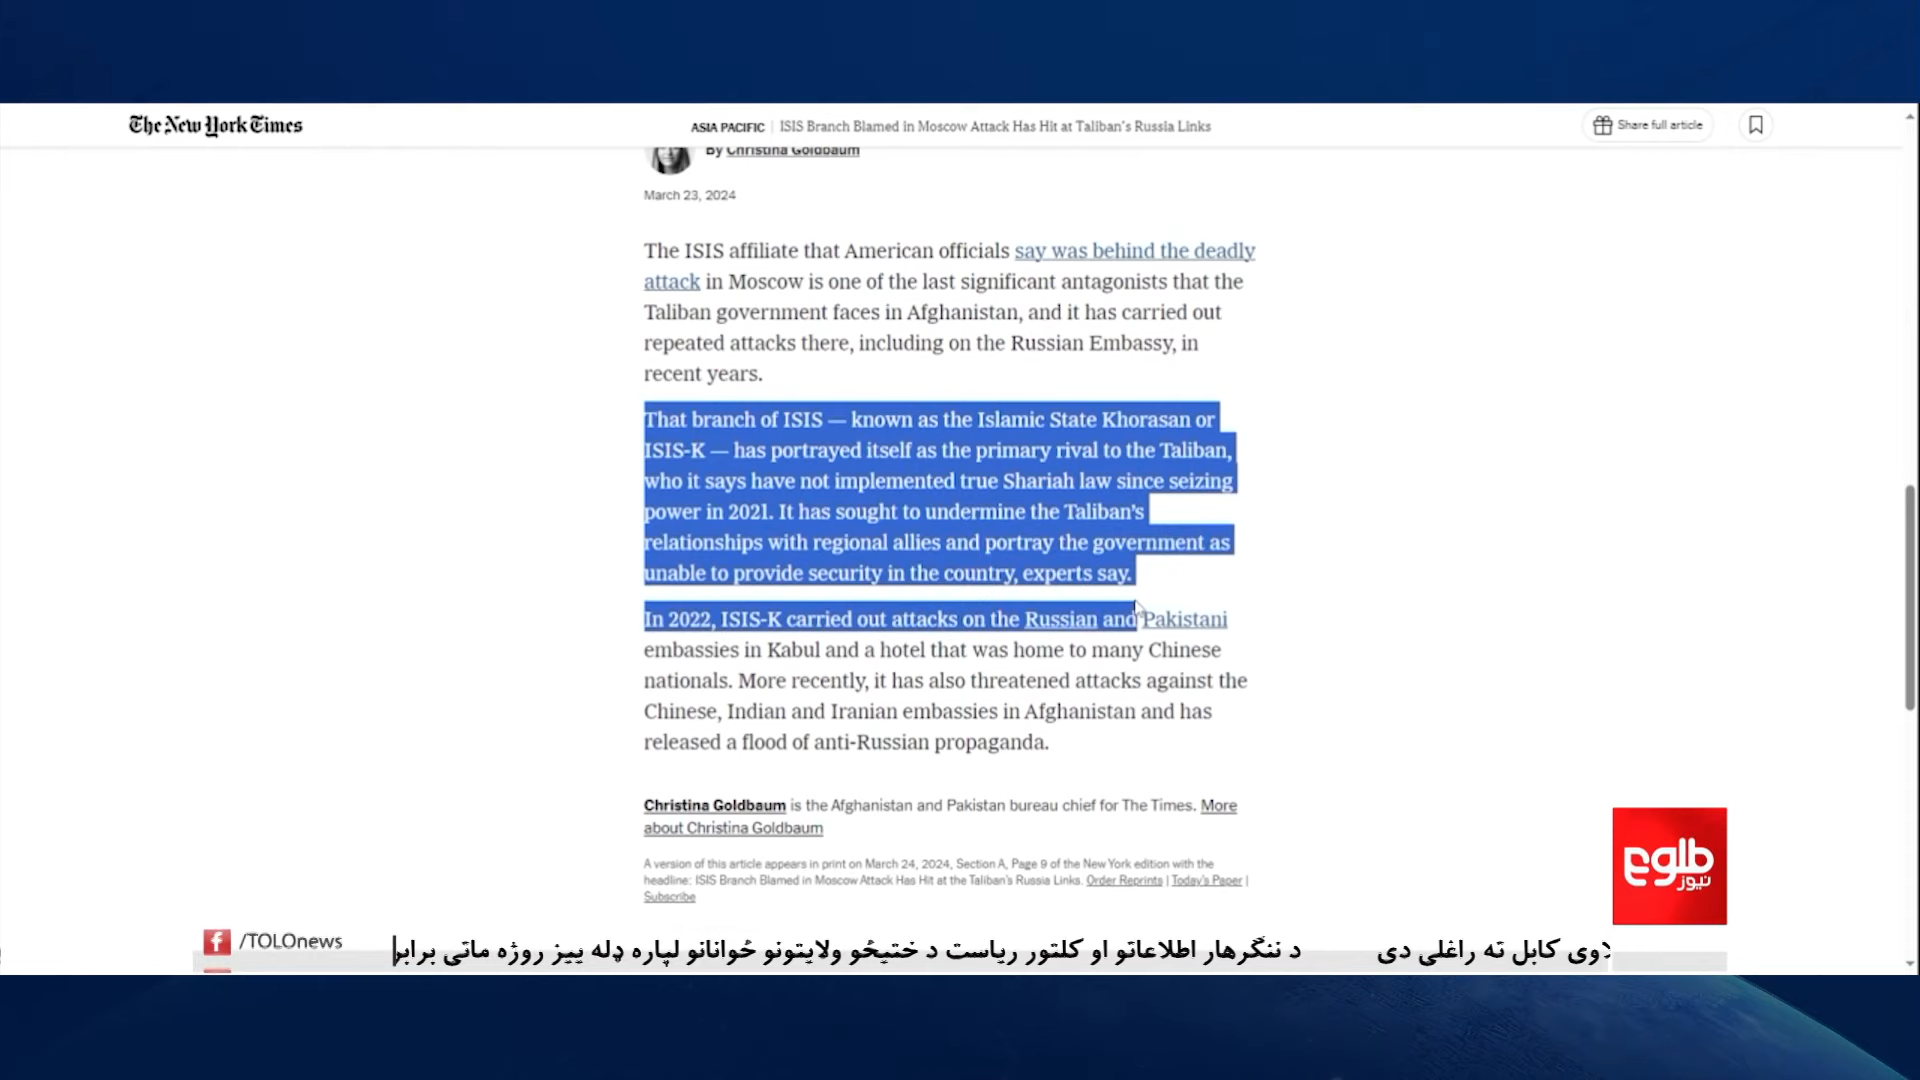 The New York Times
ASIA PACIFIC | ISIS Branch Blamed in Moscow Attack Has Hit at Taliban's Russia Links
Share full article
By Christina Goldbaum
March 23, 2024
The ISIS affiliate that American officials say was behind the deadly
attack in Moscow is one of the last significant antagonists that the
Taliban government faces in Afghanistan, and it has carried out
repeated attacks there, including on the Russian Embassy, in
recent years.
That branch of ISIS — known as the Islamic State Khorasan or
ISIS-K — has portrayed itself as the primary rival to the Taliban,
who it says have not implemented true Shariah law since seizing
power in 2021. It has sought to undermine the Taliban's
relationships with regional allies and portray the government as
unable to provide security in the country, experts say.
In 2022, ISIS-K carried out attacks on the Russian and Pakistani
embassies in Kabul and a hotel that was home to many Chinese
nationals. More recently, it has also threatened attacks against the
Chinese, Indian and Iranian embassies in Afghanistan and has
released a flood of anti-Russian propaganda.
Christina Goldbaum is the Afghanistan and Pakistan bureau chief for The Times. More
about Christina Goldbaum
A version of this article appears in print on March 24, 2024, Section A, Page 9 of the New York edition with the
headline: ISIS Branch Blamed in Moscow Attack Has Hit at the Taliban's Russia Links. Order Reprints | Today's Paper |
Subscribe
طلوع
نیوز
/TOLOnews
کابل ته راغلي دي د ننګرهار اطلاعاتو او کلتور ریاست د ختیځو ولایتونو ځوانانو لپاره ډله ییز روژه ماتی برابر